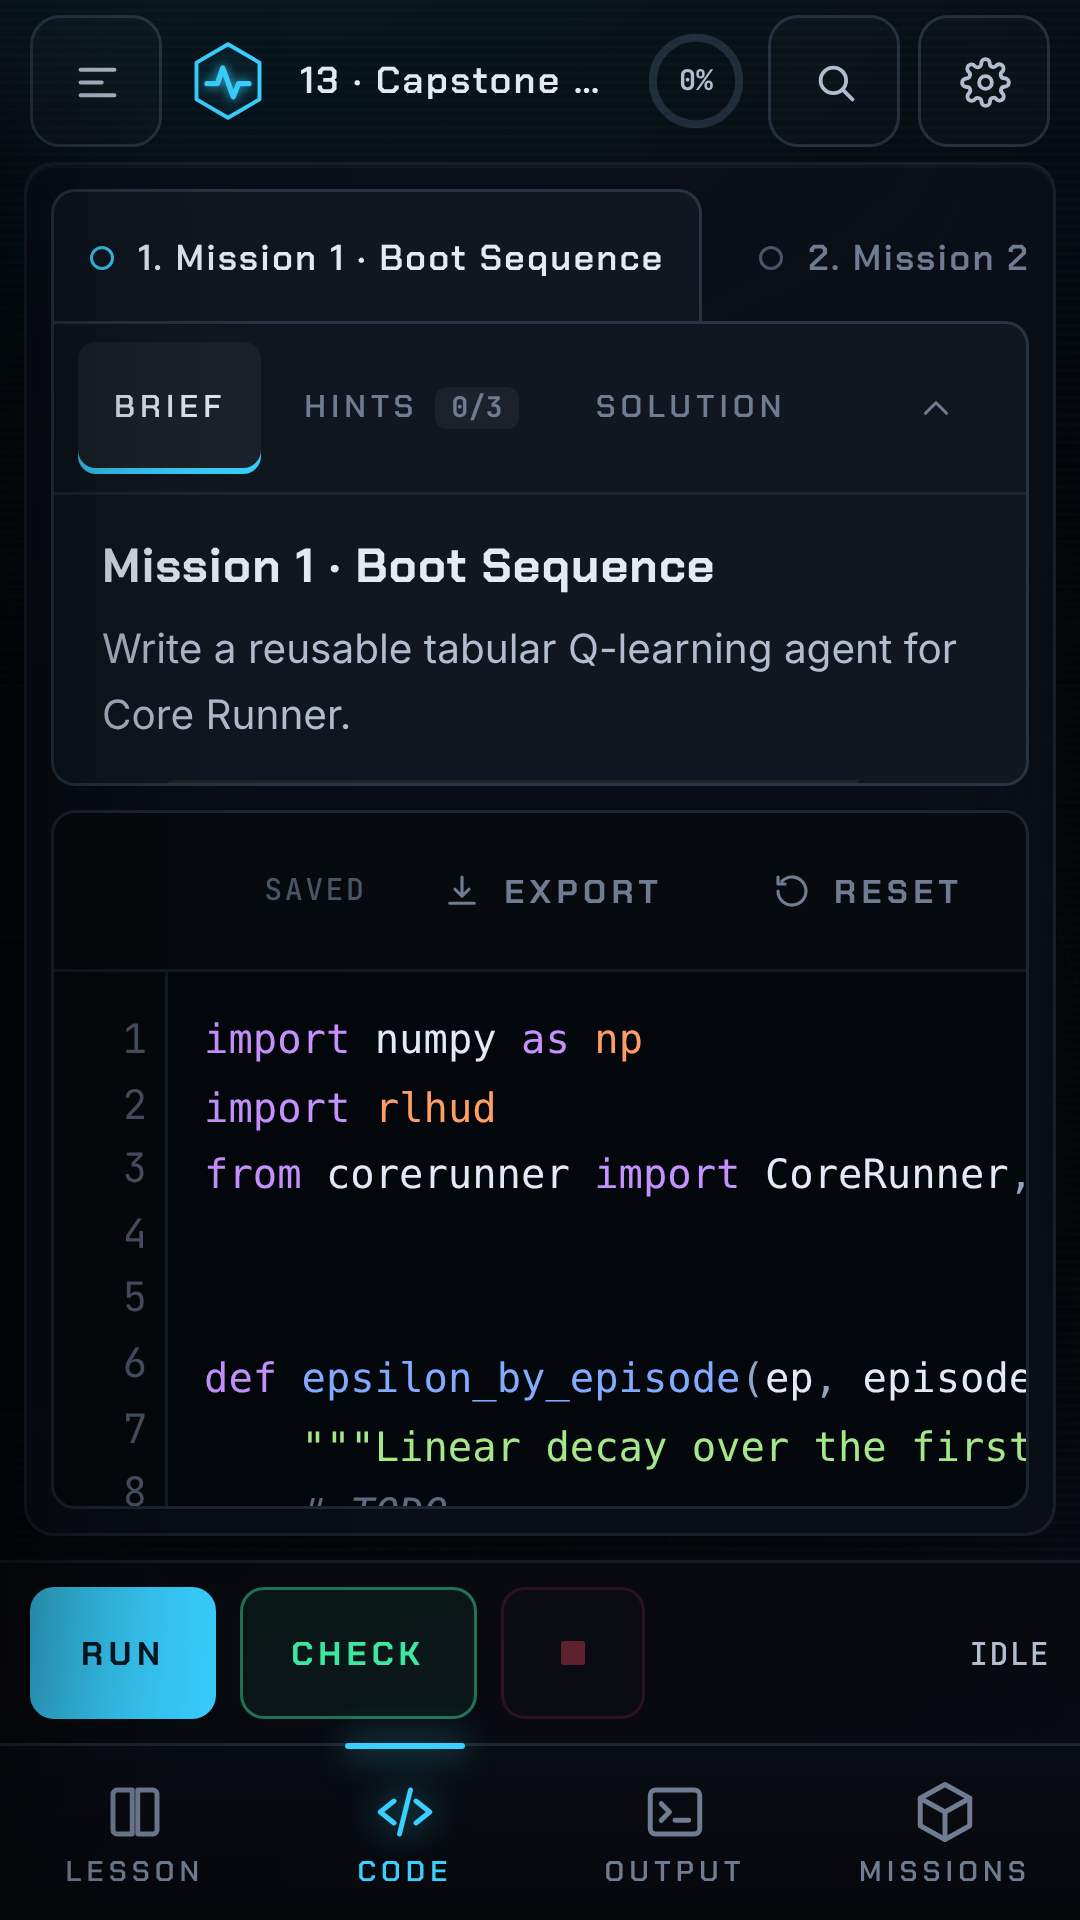 13 · Capstone ...
0%
1. Mission 1 · Boot Sequence
2. Mission 2
BRIEF
HINTS 0/3
SOLUTION
Mission 1 · Boot Sequence
Write a reusable tabular Q-learning agent for
Core Runner.
SAVED
EXPORT
RESET
1 import numpy as np
2 import rlhud
3 from corerunner import CoreRunner,
4
5
6 def epsilon_by_episode(ep, episode
7 """Linear decay over the first
8 # TODO
RUN
CHECK
IDLE
LESSON
CODE
OUTPUT
MISSIONS